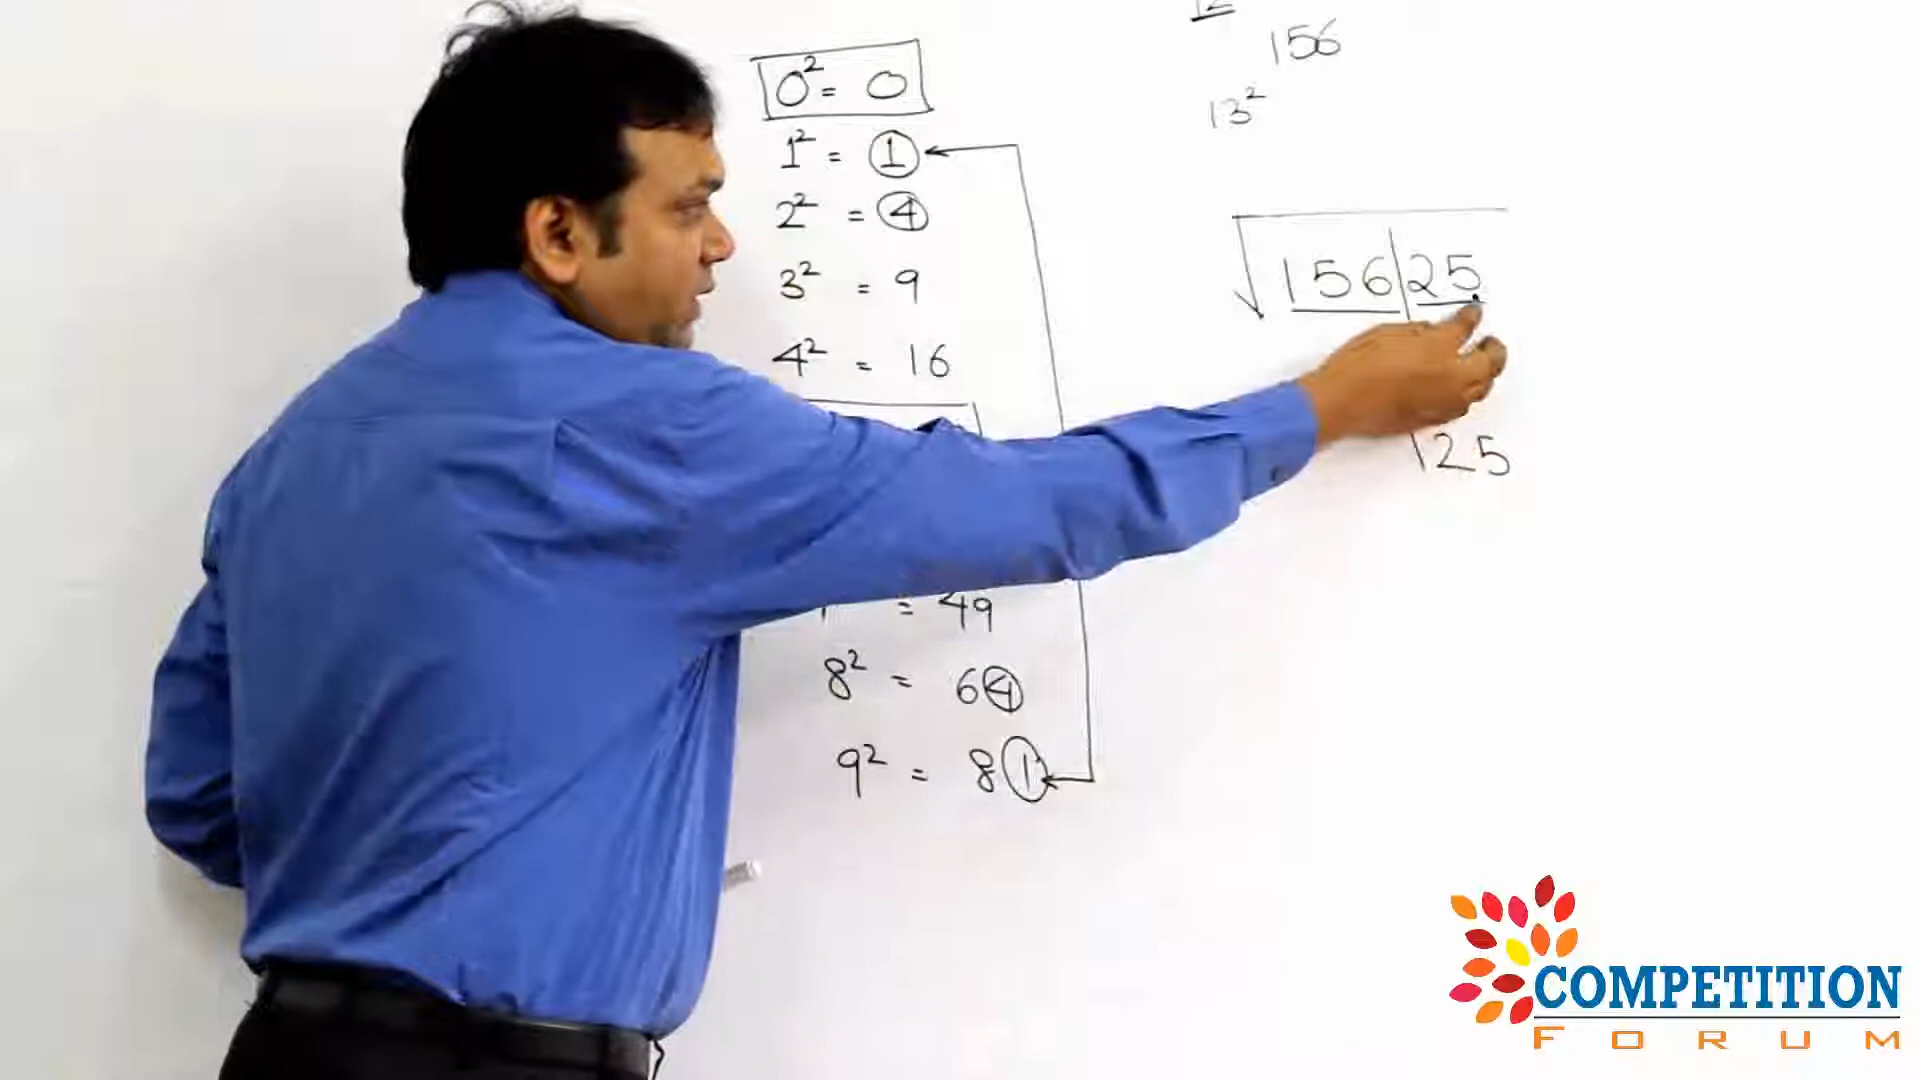 0² = 0
1² = 1
2² = 4
3² = 9
4² = 16
= 49
8² = 64
9² = 81
12
156
13²
√156|25
125
COMPETITION
FORUM